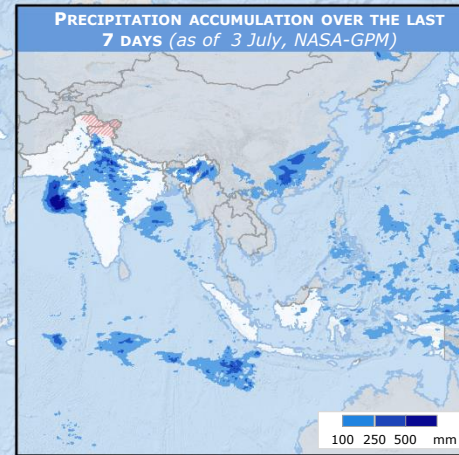 PRECIPITATION ACCUMULATION OVER THE LAST
7 DAYS (as of 3 July, NASA-GPM)
100 250 500 mm